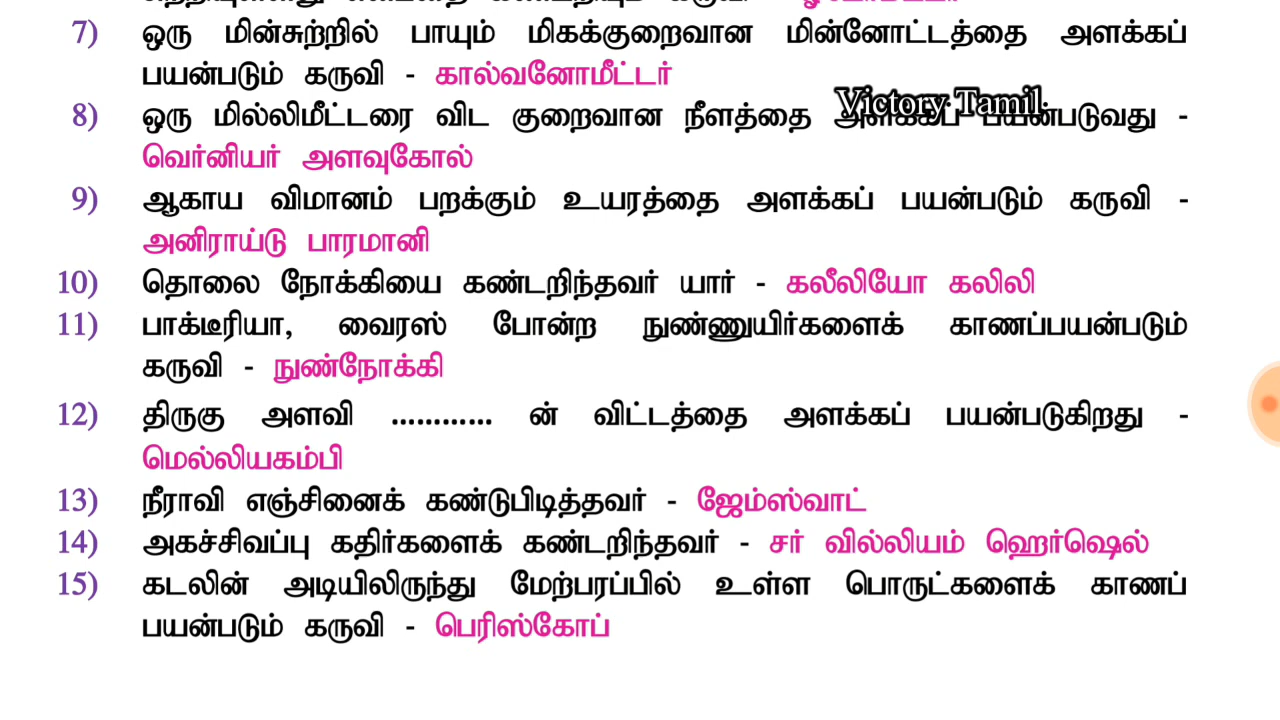 7) ஒரு மின்சுற்றில் பாயும் மிகக்குறைவான மின்னோட்டத்தை அளக்கப்
பயன்படும் கருவி - கால்வனோமீட்டர்
Victory Tamil
8) ஒரு மில்லிமீட்டரை விட குறைவான நீளத்தை அளக்கப் பயன்படுவது -
வெர்னியர் அளவுகோல்
9) ஆகாய விமானம் பறக்கும் உயரத்தை அளக்கப் பயன்படும் கருவி -
அனிராய்டு பாரமானி
10) தொலை நோக்கியை கண்டறிந்தவர் யார் - கலீலியோ கலிலி
11) பாக்டீரியா, வைரஸ் போன்ற நுண்ணுயிர்களைக் காணப்பயன்படும்
கருவி - நுண்நோக்கி
12) திருகு அளவி ............ ன் விட்டத்தை அளக்கப் பயன்படுகிறது -
மெல்லியகம்பி
13) நீராவி எஞ்சினைக் கண்டுபிடித்தவர் - ஜேம்ஸ்வாட்
14) அகச்சிவப்பு கதிர்களைக் கண்டறிந்தவர் - சர் வில்லியம் ஹெர்ஷெல்
15) கடலின் அடியிலிருந்து மேற்பரப்பில் உள்ள பொருட்களைக் காணப்
பயன்படும் கருவி - பெரிஸ்கோப்